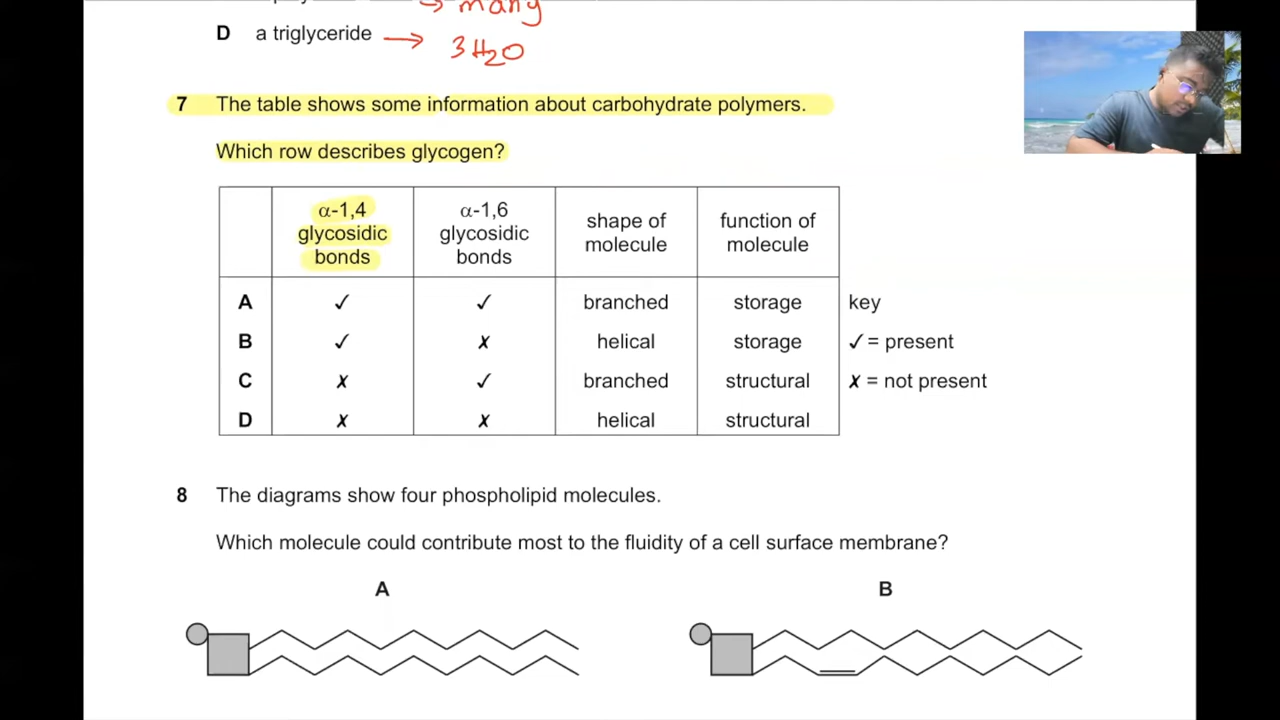 → many
D a triglyceride → 3H₂O
7 The table shows some information about carbohydrate polymers.
Which row describes glycogen?
α-1,4 glycosidic bonds α-1,6 glycosidic bonds shape of molecule function of molecule
A ✓ ✓ branched storage key
B ✓ ✗ helical storage ✓ = present
C ✗ ✓ branched structural ✗ = not present
D ✗ ✗ helical structural
8 The diagrams show four phospholipid molecules.
Which molecule could contribute most to the fluidity of a cell surface membrane?
A B